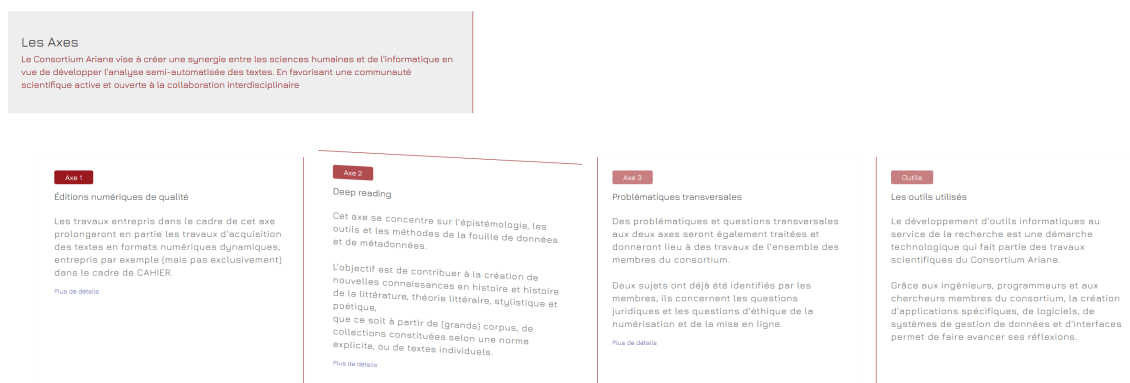 Les Axes
Le Consortium Ariane vise à créer une synergie entre les sciences humaines et de l'informatique en
vue de développer l'analyse semi-automatisée des textes. En favorisant une communauté
scientifique active et ouverte à la collaboration interdisciplinaire
Axe 1
Éditions numériques de qualité
Les travaux entrepris dans le cadre de cet axe
prolongeront en partie les travaux d'acquisition
des textes en formats numériques dynamiques,
entrepris par exemple (mais pas exclusivement)
dans le cadre de CAHIER.
Plus de détails
Axe 2
Deep reading
Cet axe se concentre sur l'épistémologie, les
outils et les méthodes de la fouille de données
et de métadonnées.
L'objectif est de contribuer à la création de
nouvelles connaissances en histoire et histoire
de la littérature, théorie littéraire, stylistique et
poétique,
que ce soit à partir de (grands) corpus, de
collections constituées selon une norme
explicite, ou de textes individuels.
Plus de détails
Axe 3
Problématiques transversales
Des problématiques et questions transversales
aux deux axes seront également traitées et
donneront lieu à des travaux de l'ensemble des
membres du consortium.
Deux sujets ont déjà été identifiés par les
membres, ils concernent les questions
juridiques et les questions d'éthique de la
numérisation et de la mise en ligne.
Plus de détails
Outils
Les outils utilisés
Le développement d'outils informatiques au
service de la recherche est une démarche
technologique qui fait partie des travaux
scientifiques du Consortium Ariane.
Grâce aux ingénieurs, programmeurs et aux
chercheurs membres du consortium, la création
d'applications spécifiques, de logiciels, de
systèmes de gestion de données et d'interfaces
permet de faire avancer ses réflexions.